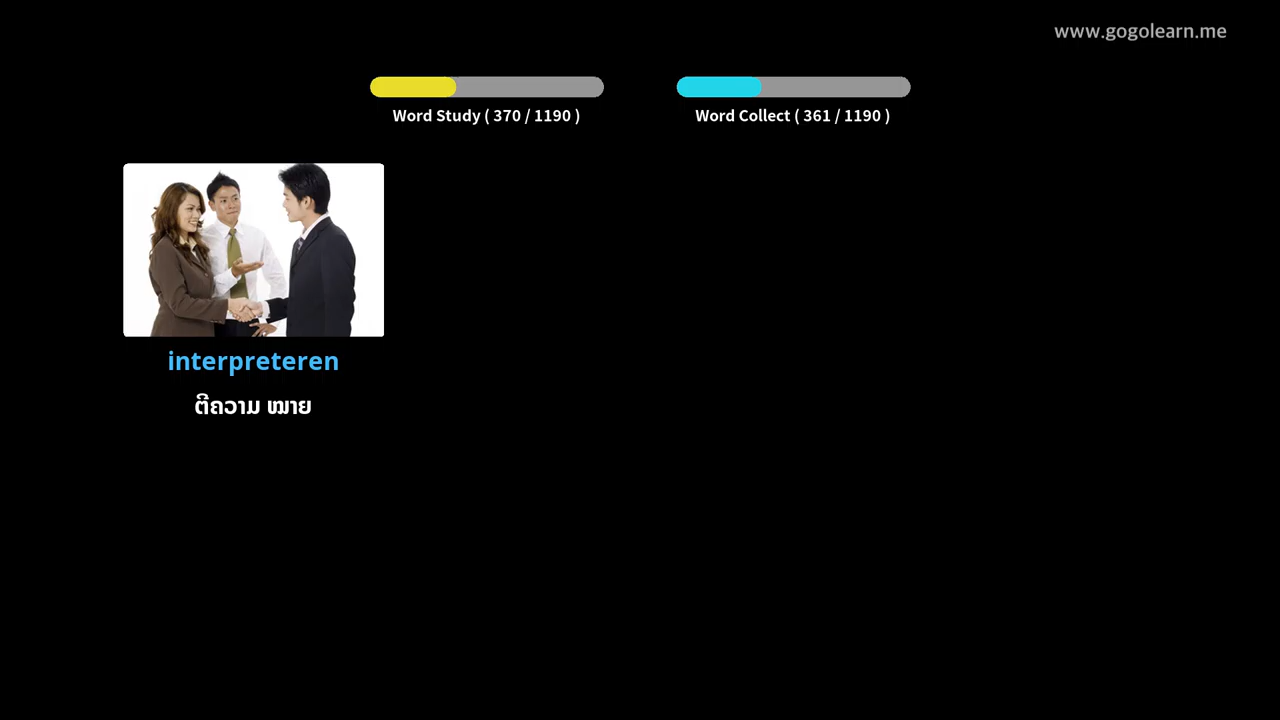 www.gogolearn.me
Word Study ( 370 / 1190 )
Word Collect ( 361 / 1190 )
interpreteren
ຕີຄວາມ ໝາຍ